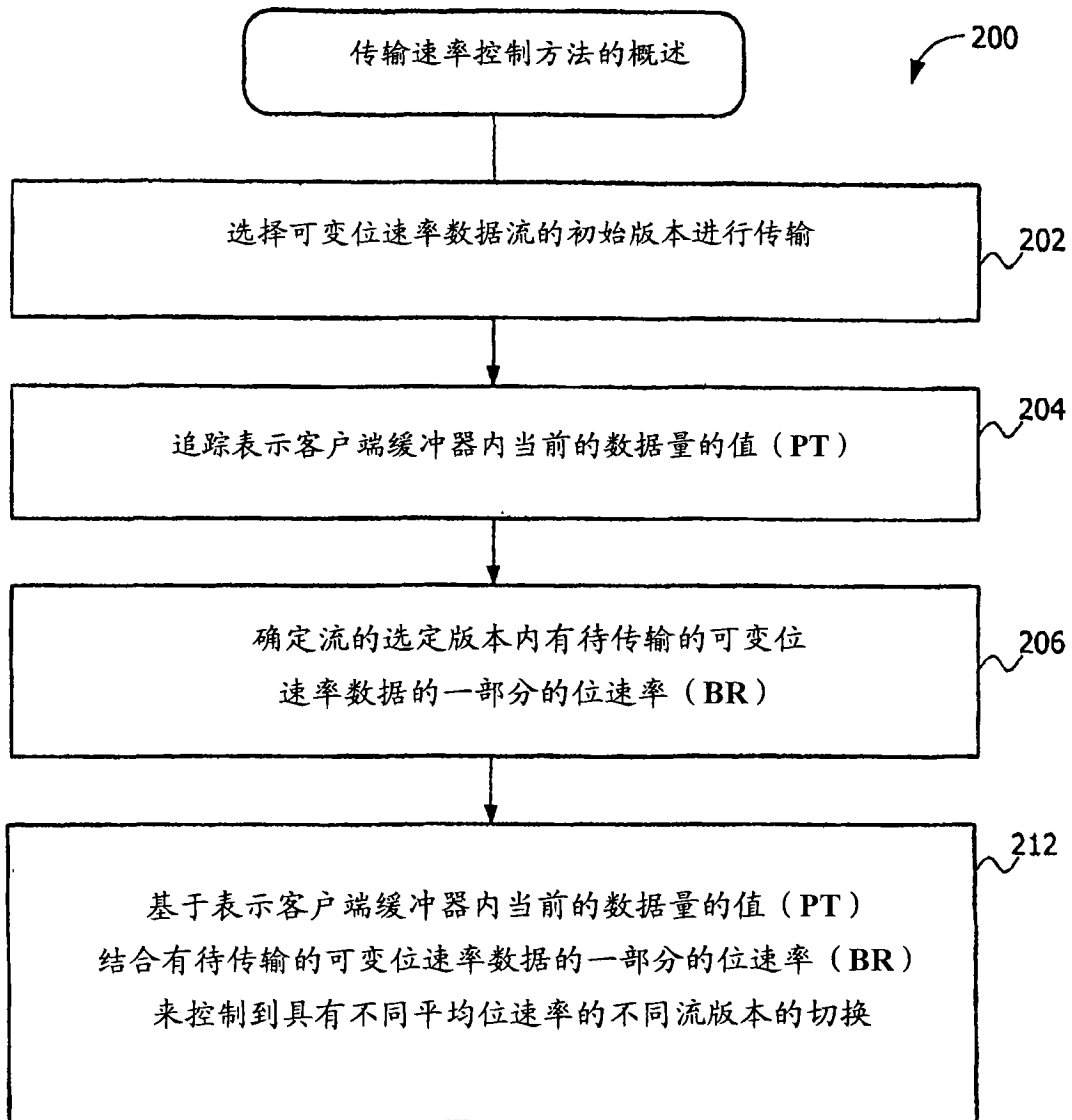 传输速率控制方法的概述
200
选择可变位速率数据流的初始版本进行传输
202
追踪表示客户端缓冲器内当前的数据量的值（PT）
204
确定流的选定版本内有待传输的可变位
速率数据的一部分的位速率（BR）
206
基于表示客户端缓冲器内当前的数据量的值（PT）
结合有待传输的可变位速率数据的一部分的位速率（BR）
来控制到具有不同平均位速率的不同流版本的切换
212